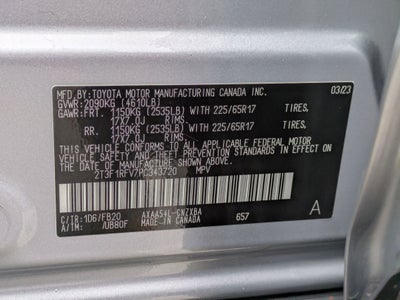 MFD.BY:TOYOTA MOTOR MANUFACTURING CANADA INC. 03/23
GVWR: 2090KG (4610LB)
GAWR: FRT. 1150KG (2535LB) WITH 225/65R17 TIRES.
17X7.0J RIMS.
RR. 1150KG (2535LB) WITH 225/65R17 TIRES.
17X7.0J RIMS.
THIS VEHICLE CONFORMS TO ALL APPLICABLE FEDERAL MOTOR
VEHICLE SAFETY, BUMPER, AND THEFT PREVENTION STANDARDS IN
EFFECT ON THE DATE OF MANUFACTURE SHOWN ABOVE.
2T3F1RFV7PC343720 MPV
C/TR:1D6/FB20 AXAA54L-CNZXBA 657 A
A/TM: /UB80F MADE IN CANADA